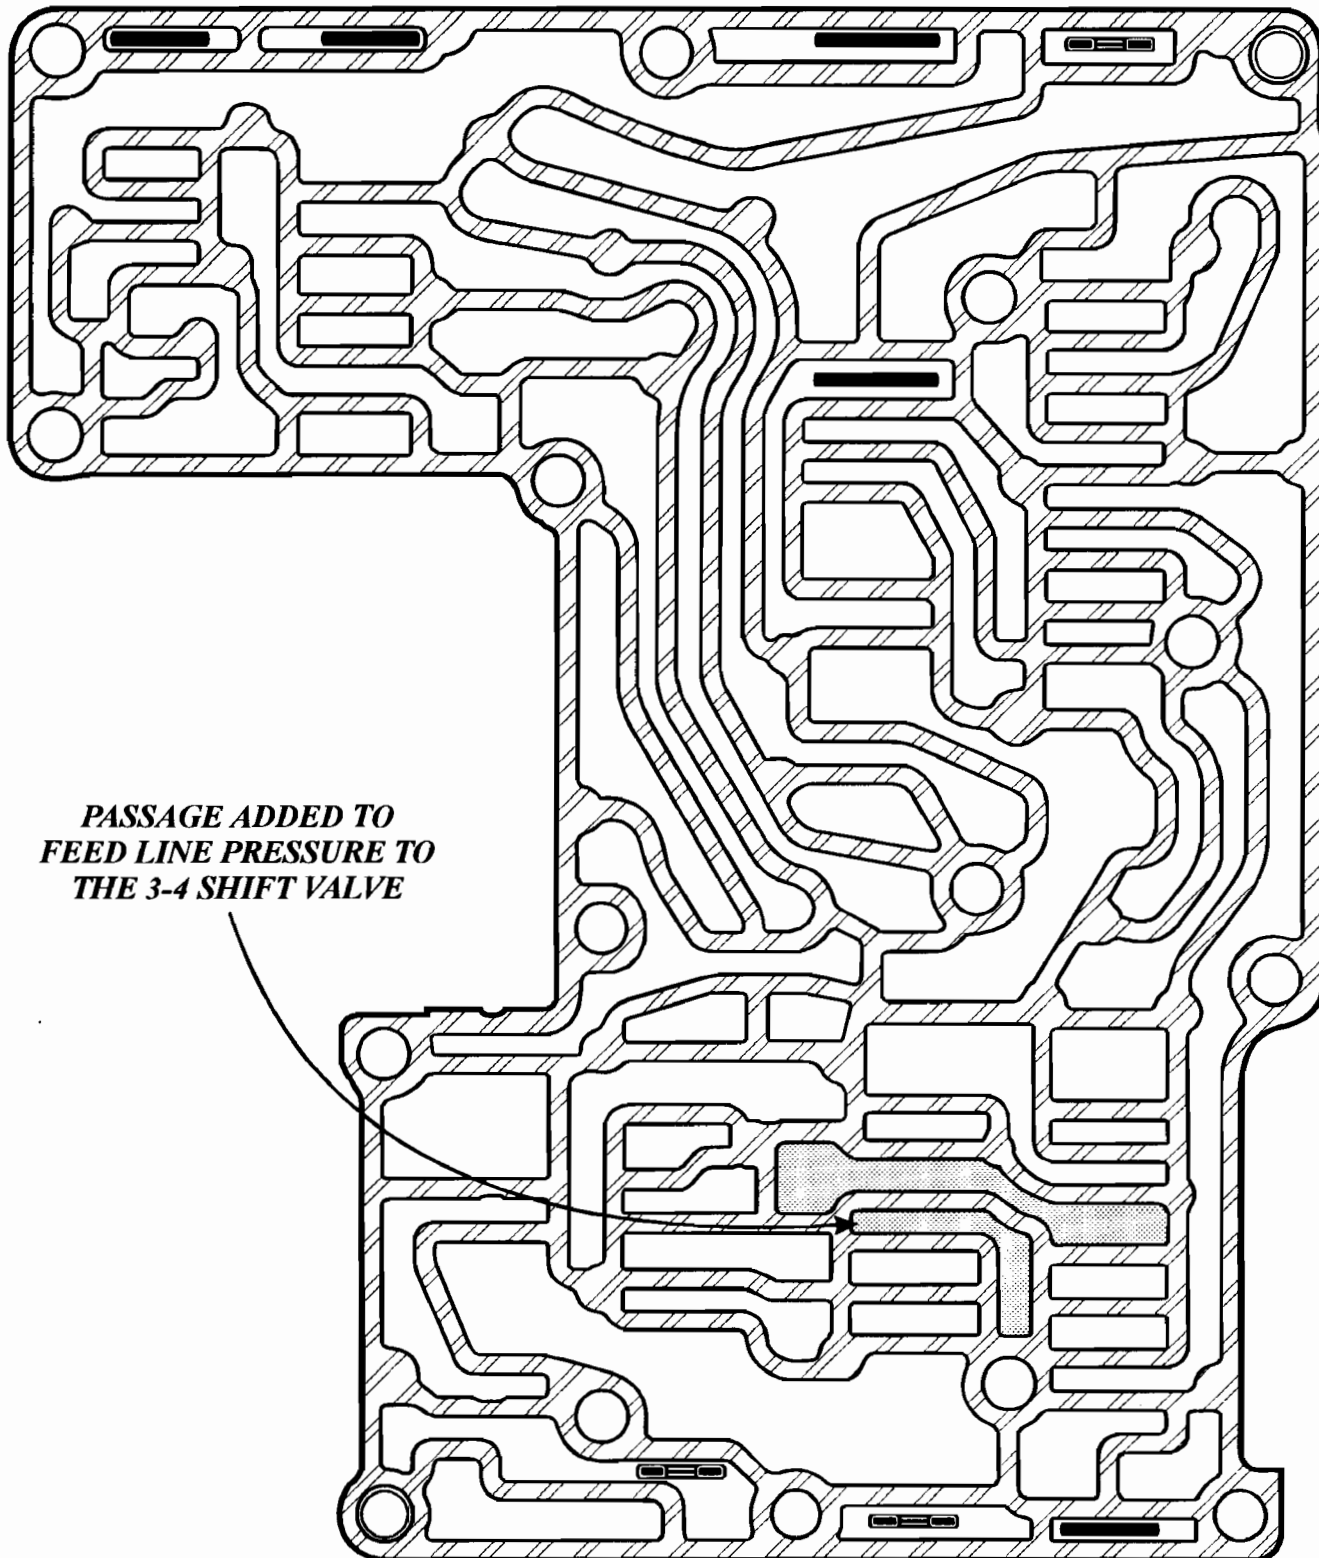 PASSAGE ADDED TO
FEED LINE PRESSURE TO
THE 3-4 SHIFT VALVE